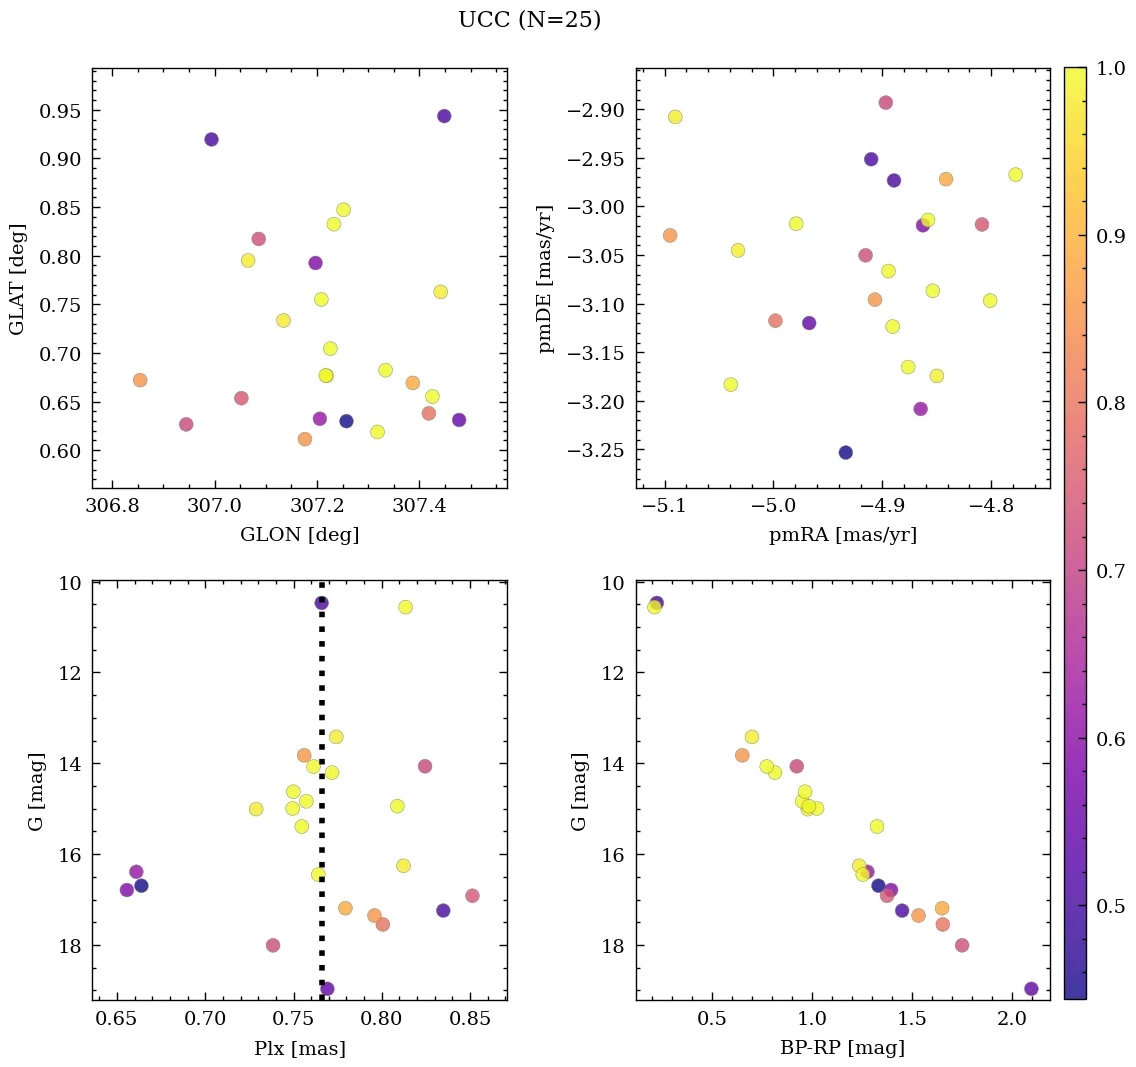 UCC (N=25)
0.95
0.90
0.85
0.80
0.75
0.70
0.65
0.60
GLAT [deg]
306.8 307.0 307.2 307.4
GLON [deg]
−2.90
−2.95
−3.00
−3.05
−3.10
−3.15
−3.20
−3.25
pmDE [mas/yr]
−5.1 −5.0 −4.9 −4.8
pmRA [mas/yr]
10
12
14
16
18
G [mag]
0.65 0.70 0.75 0.80 0.85
Plx [mas]
10
12
14
16
18
G [mag]
0.5 1.0 1.5 2.0
BP-RP [mag]
1.0
0.9
0.8
0.7
0.6
0.5